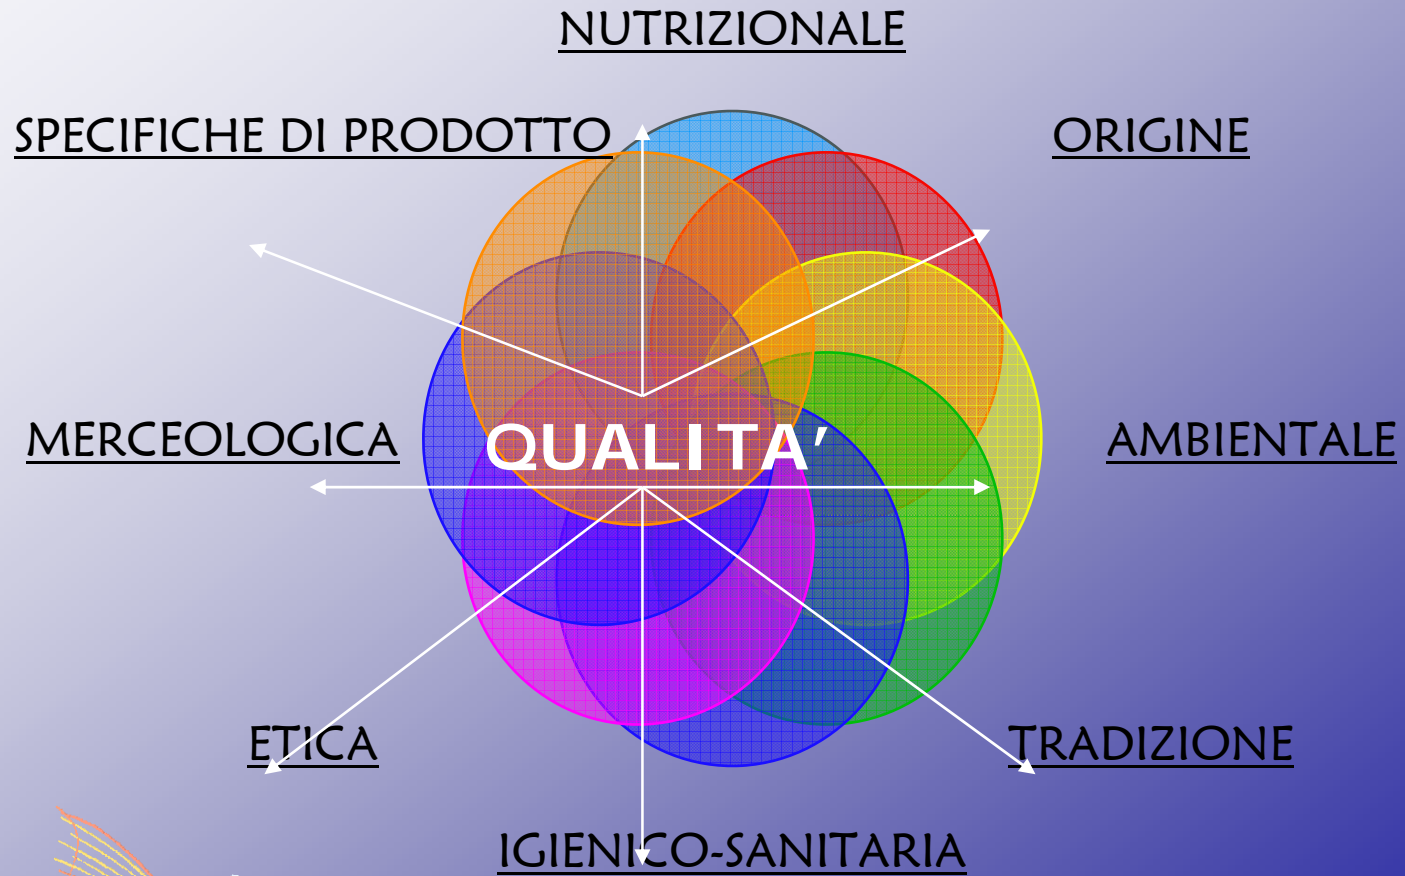 NUTRIZIONALE
SPECIFICHE DI PRODOTTO
ORIGINE
MERCEOLOGICA
QUALITA'
AMBIENTALE
ETICA
TRADIZIONE
IGIENICO-SANITARIA